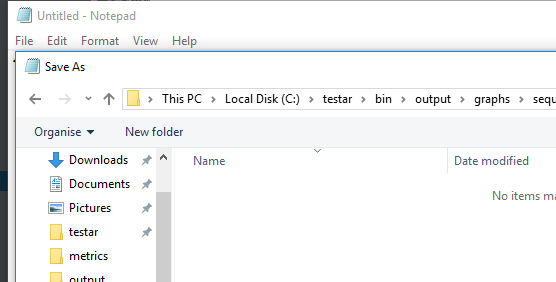 Untitled - Notepad
File Edit Format View Help
Save As
This PC > Local Disk (C:) > testar > bin > output > graphs > sequ
Organise New folder
Downloads
Documents
Pictures
testar
metrics
output
Name Date modified
No items ma